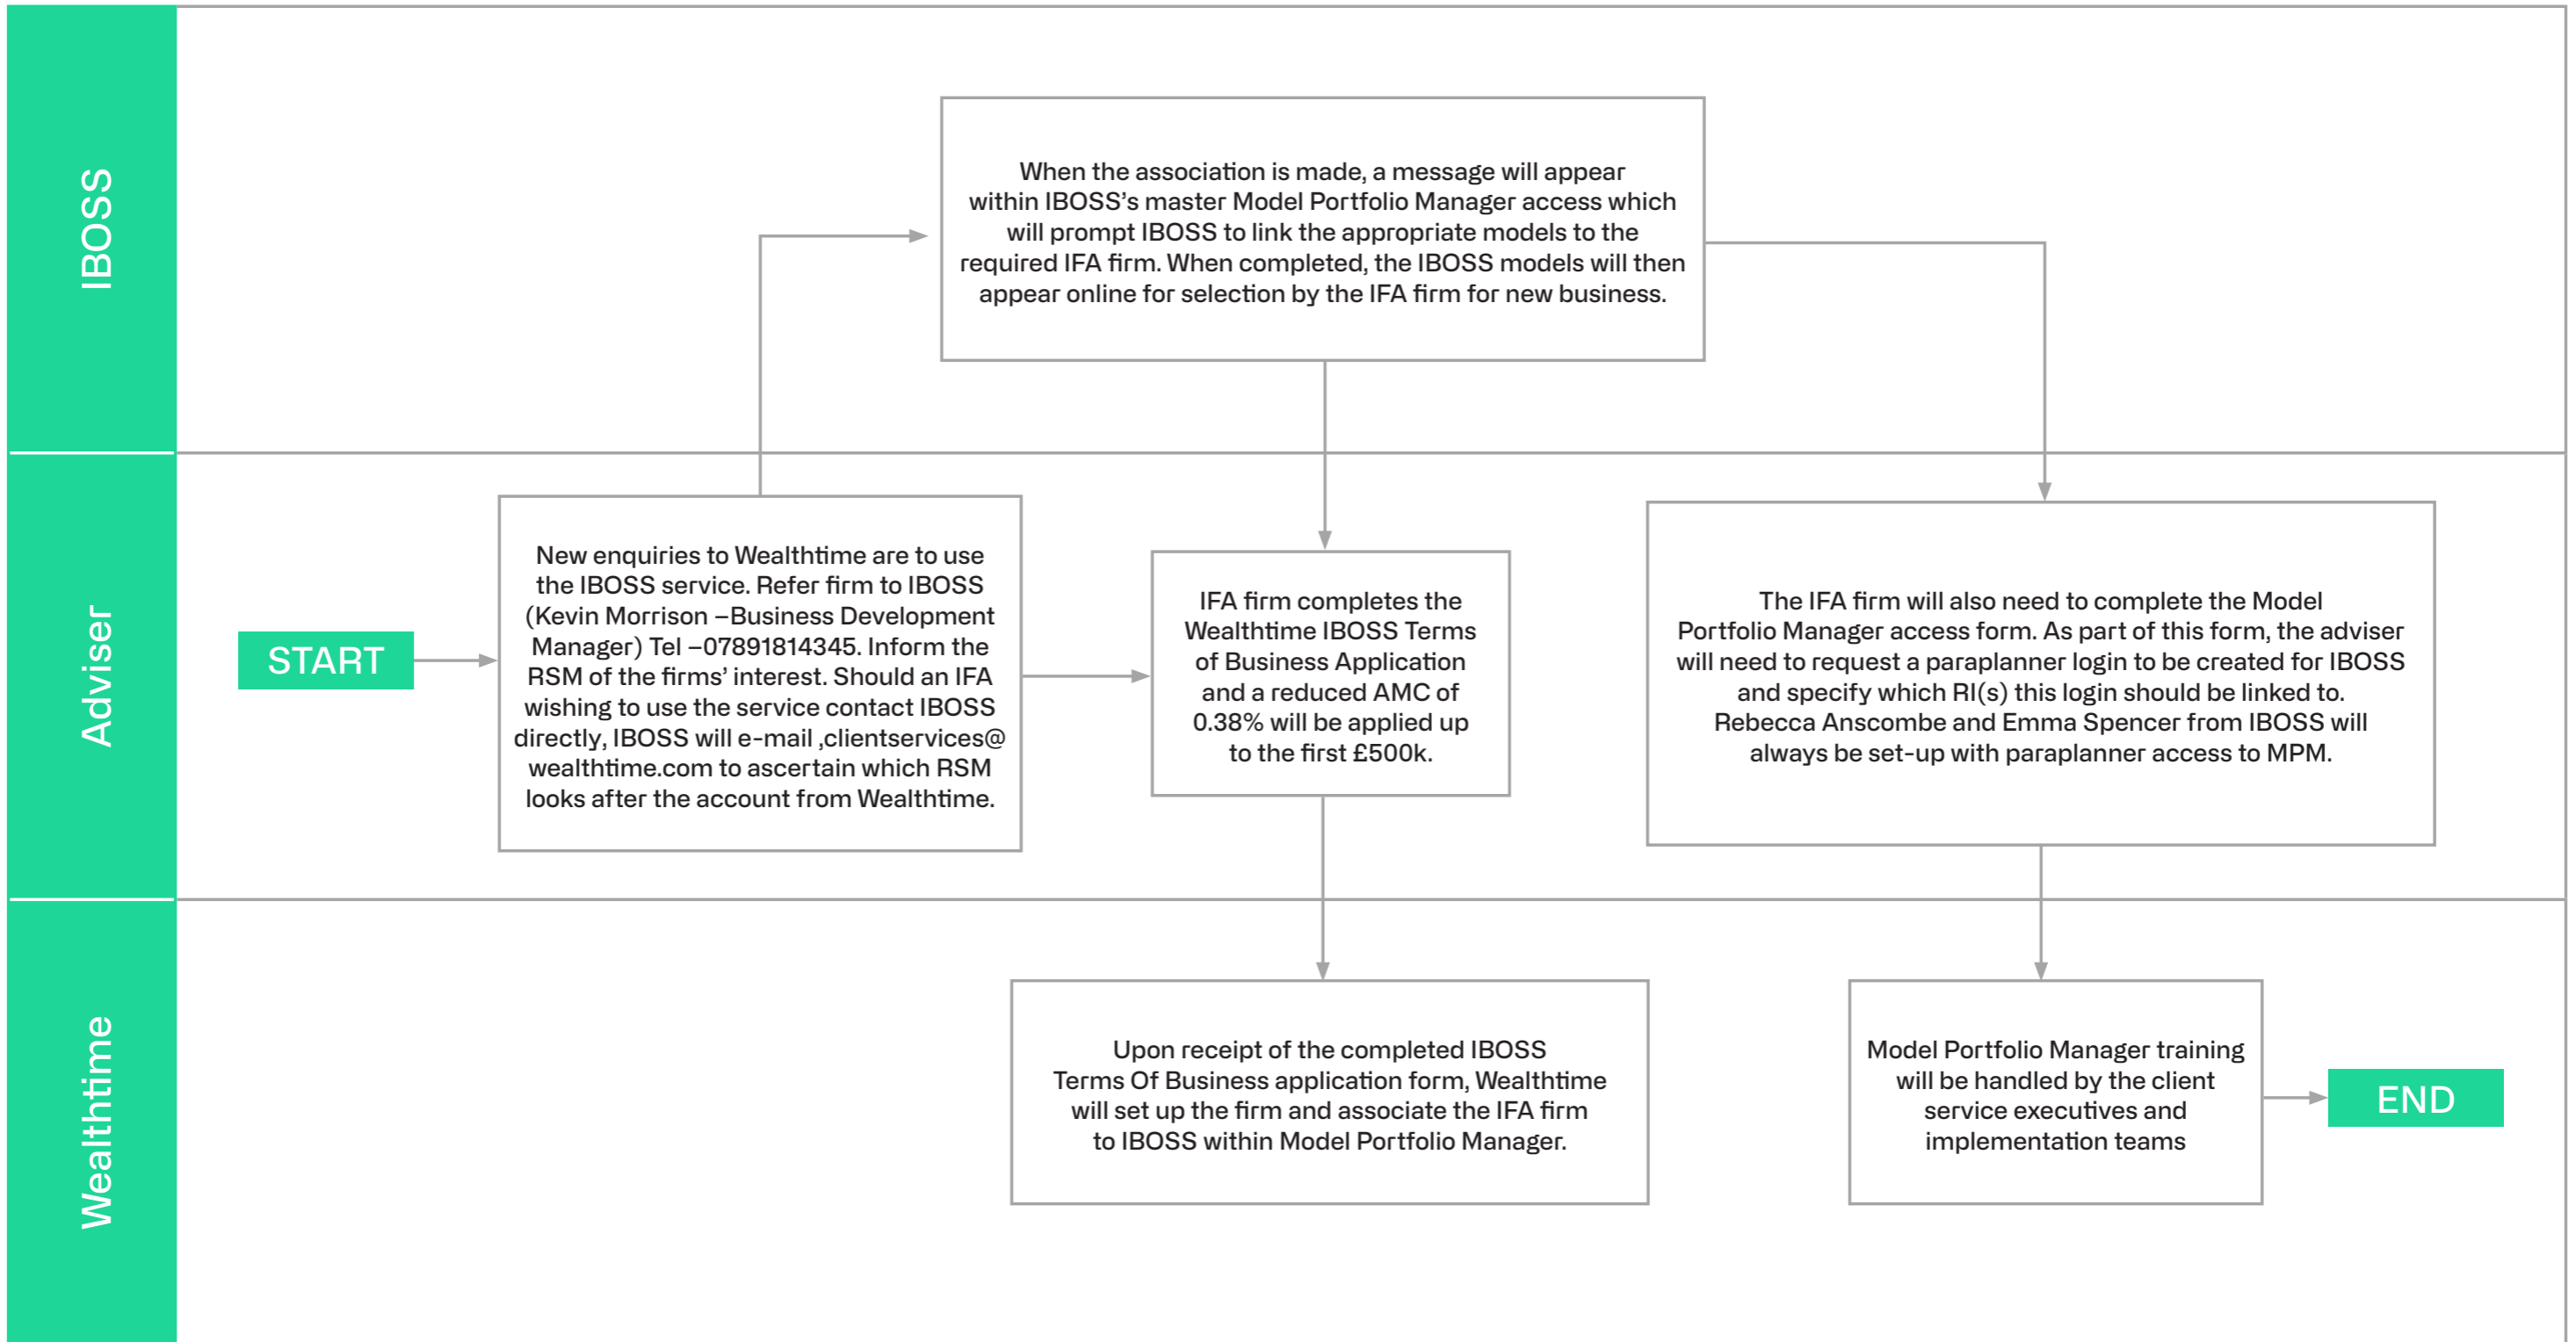 IBOSS
When the association is made, a message will appear
within IBOSS’s master Model Portfolio Manager access which
will prompt IBOSS to link the appropriate models to the
required IFA firm. When completed, the IBOSS models will then
appear online for selection by the IFA firm for new business.
Adviser
START
New enquiries to Wealthtime are to use
the IBOSS service. Refer firm to IBOSS
(Kevin Morrison –Business Development
Manager) Tel –07891814345. Inform the
RSM of the firms’ interest. Should an IFA
wishing to use the service contact IBOSS
directly, IBOSS will e-mail ,clientservices@
wealthtime.com to ascertain which RSM
looks after the account from Wealthtime.
IFA firm completes the
Wealthtime IBOSS Terms
of Business Application
and a reduced AMC of
0.38% will be applied up
to the first £500k.
The IFA firm will also need to complete the Model
Portfolio Manager access form. As part of this form, the adviser
will need to request a paraplanner login to be created for IBOSS
and specify which RI(s) this login should be linked to.
Rebecca Anscombe and Emma Spencer from IBOSS will
always be set-up with paraplanner access to MPM.
Wealthtime
Upon receipt of the completed IBOSS
Terms Of Business application form, Wealthtime
will set up the firm and associate the IFA firm
to IBOSS within Model Portfolio Manager.
Model Portfolio Manager training
will be handled by the client
service executives and
implementation teams
END